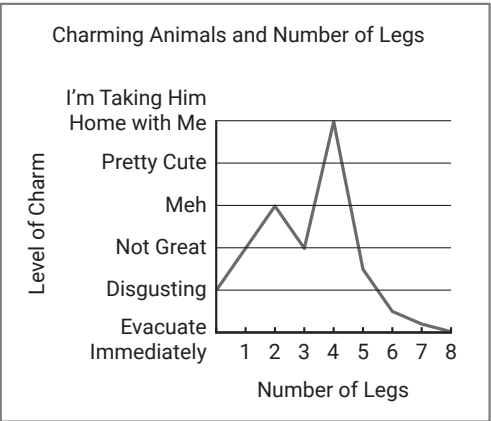 Charming Animals and Number of Legs
Level of Charm
I'm Taking Him
Home with Me
Pretty Cute
Meh
Not Great
Disgusting
Evacuate
Immediately
1 2 3 4 5 6 7 8
Number of Legs